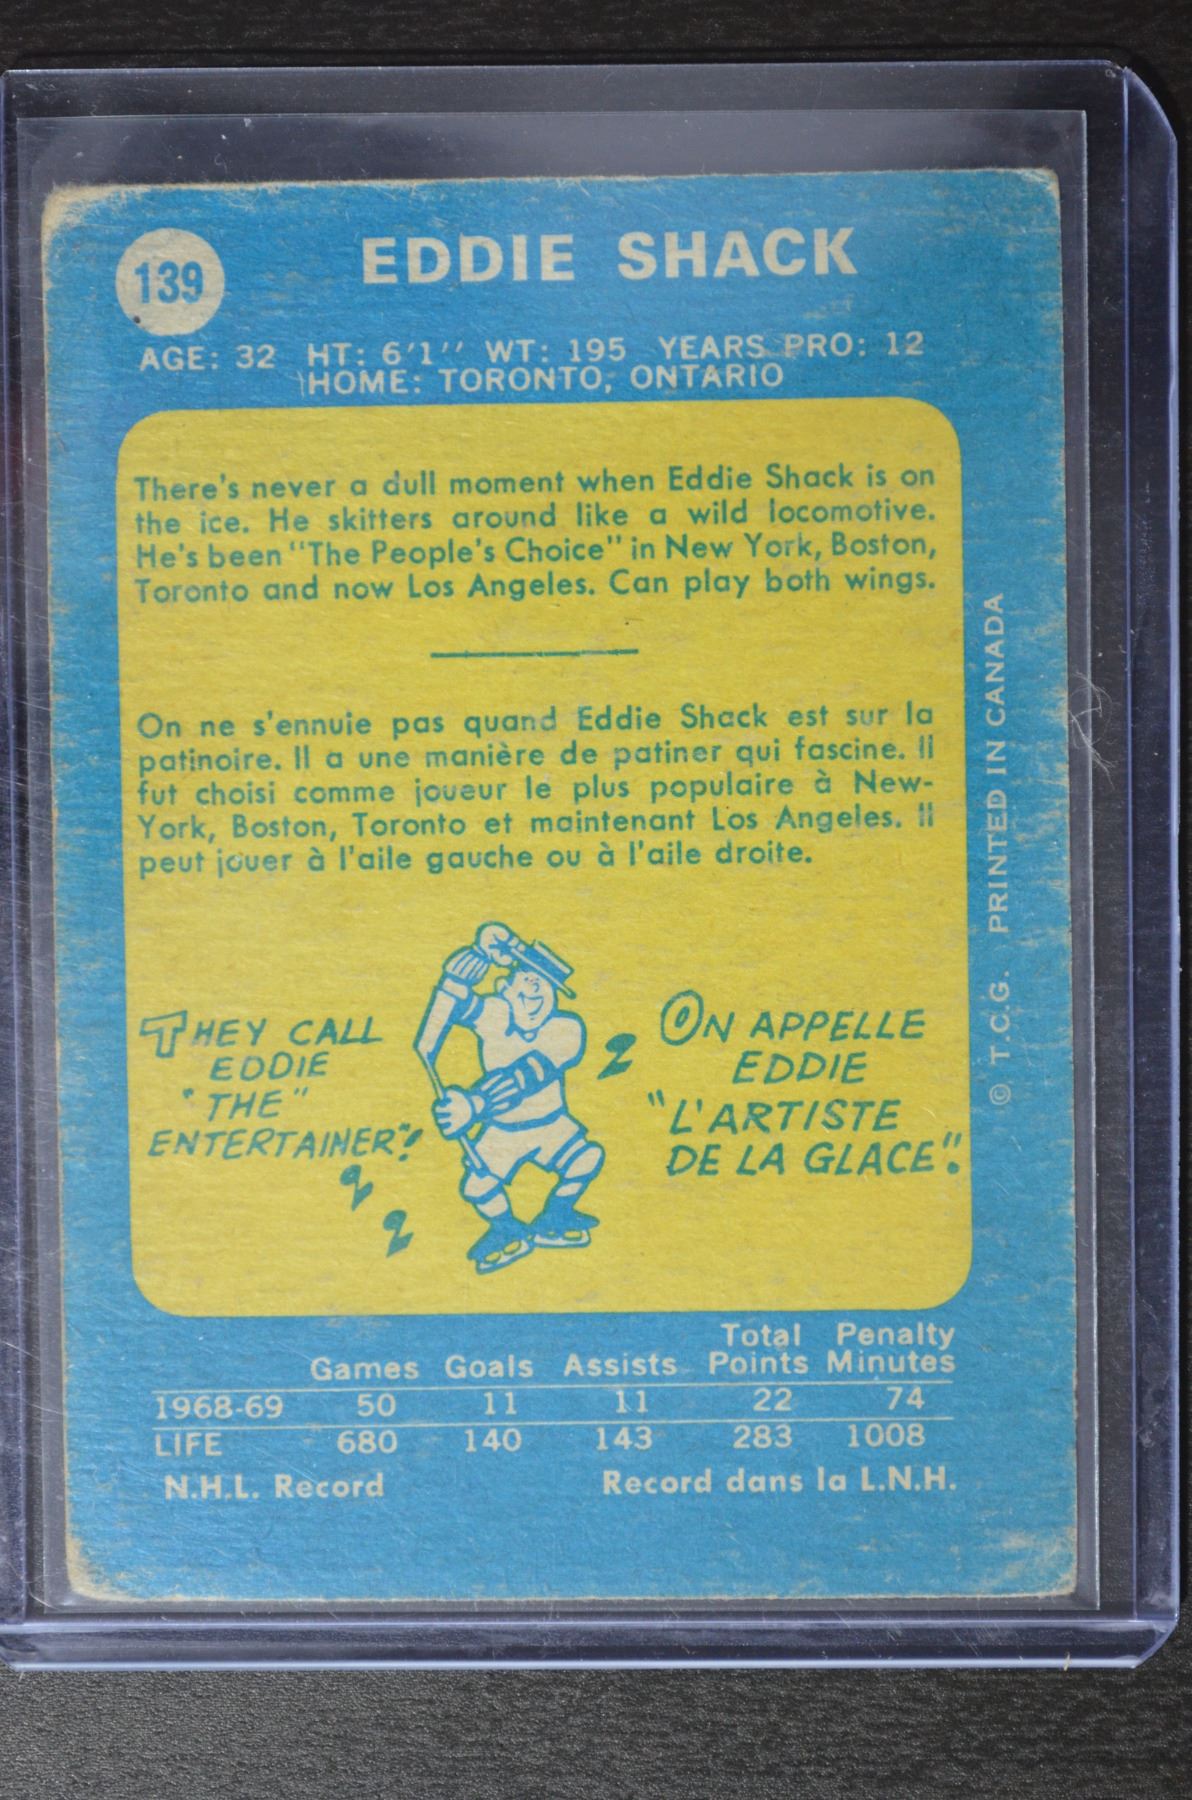 139
EDDIE SHACK
AGE: 32 HT: 6'1'' WT: 195 YEARS PRO: 12
HOME: TORONTO, ONTARIO
There's never a dull moment when Eddie Shack is on
the ice. He skitters around like a wild locomotive.
He's been "The People's Choice" in New York, Boston,
Toronto and now Los Angeles. Can play both wings.
On ne s'ennuie pas quand Eddie Shack est sur la
patinoire. Il a une manière de patiner qui fascine. Il
fut choisi comme joueur le plus populaire à New-
York, Boston, Toronto et maintenant Los Angeles. Il
peut jouer à l'aile gauche ou à l'aile droite.
THEY CALL
EDDIE
"THE"
ENTERTAINER"!
ON APPELLE
EDDIE
"L'ARTISTE
DE LA GLACE".
© T.C.G. PRINTED IN CANADA
Total Penalty
Games Goals Assists Points Minutes
1968-69 50 11 11 22 74
LIFE 680 140 143 283 1008
N.H.L. Record Record dans la L.N.H.